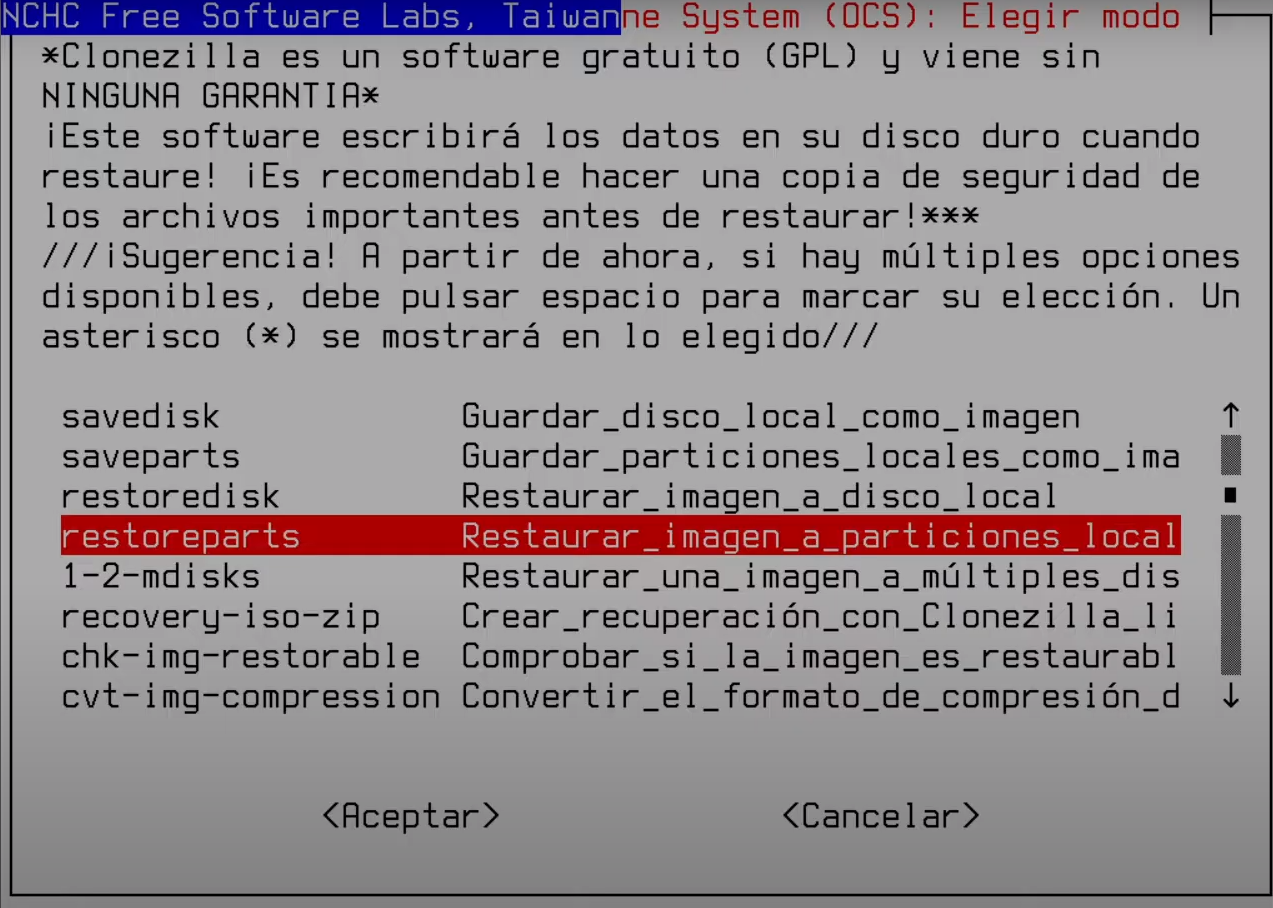 NCHC Free Software Labs, Taiwanne System (OCS): Elegir modo
*Clonezilla es un software gratuito (GPL) y viene sin
NINGUNA GARANTIA*
¡Este software escribirá los datos en su disco duro cuando
restaure! ¡Es recomendable hacer una copia de seguridad de
los archivos importantes antes de restaurar!***
///¡Sugerencia! A partir de ahora, si hay múltiples opciones
disponibles, debe pulsar espacio para marcar su elección. Un
asterisco (*) se mostrará en lo elegido///
savedisk Guardar_disco_local_como_imagen
saveparts Guardar_particiones_locales_como_ima
restoredisk Restaurar_imagen_a_disco_local
restoreparts Restaurar_imagen_a_particiones_local
1-2-mdisks Restaurar_una_imagen_a_múltiples_dis
recovery-iso-zip Crear_recuperación_con_Clonezilla_li
chk-img-restorable Comprobar_si_la_imagen_es_restaurabl
cvt-img-compression Convertir_el_formato_de_compresión_d
<Aceptar> <Cancelar>